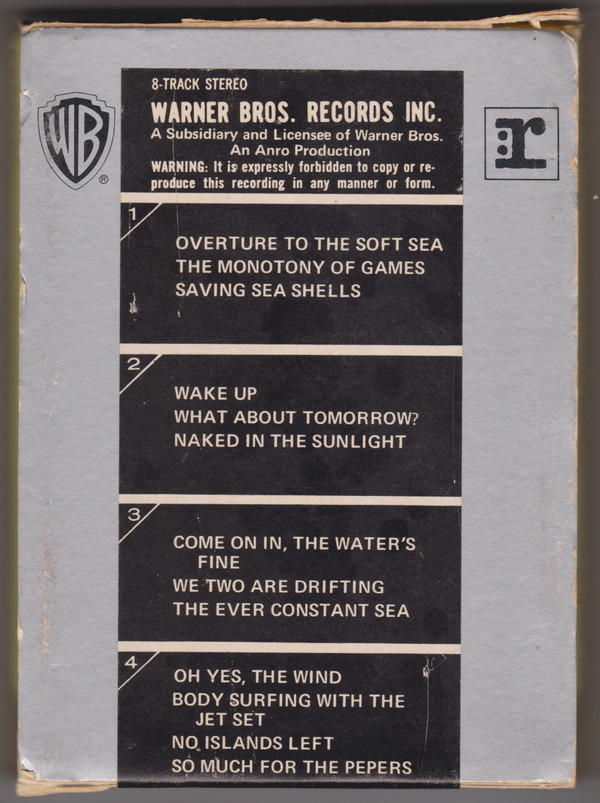 8-TRACK STEREO
WARNER BROS. RECORDS INC.
A Subsidiary and Licensee of Warner Bros.
An Anro Production
WARNING: It is expressly forbidden to copy or re-
produce this recording in any manner or form.
WB
®
:r
1
OVERTURE TO THE SOFT SEA
THE MONOTONY OF GAMES
SAVING SEA SHELLS
2
WAKE UP
WHAT ABOUT TOMORROW?
NAKED IN THE SUNLIGHT
3
COME ON IN, THE WATER'S
FINE
WE TWO ARE DRIFTING
THE EVER CONSTANT SEA
4
OH YES, THE WIND
BODY SURFING WITH THE
JET SET
NO ISLANDS LEFT
SO MUCH FOR THE PEPERS